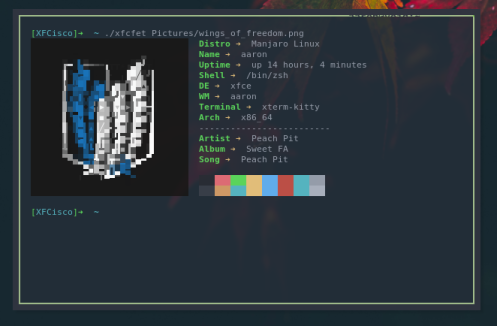 [XFCisco]➜ ~ ./xfcfet Pictures/wings_of_freedom.png
Distro ➜ Manjaro Linux
Name ➜ aaron
Uptime ➜ up 14 hours, 4 minutes
Shell ➜ /bin/zsh
DE ➜ xfce
WM ➜ aaron
Terminal ➜ xterm-kitty
Arch ➜ x86_64
-------------------------
Artist ➜ Peach Pit
Album ➜ Sweet FA
Song ➜ Peach Pit
[XFCisco]➜ ~